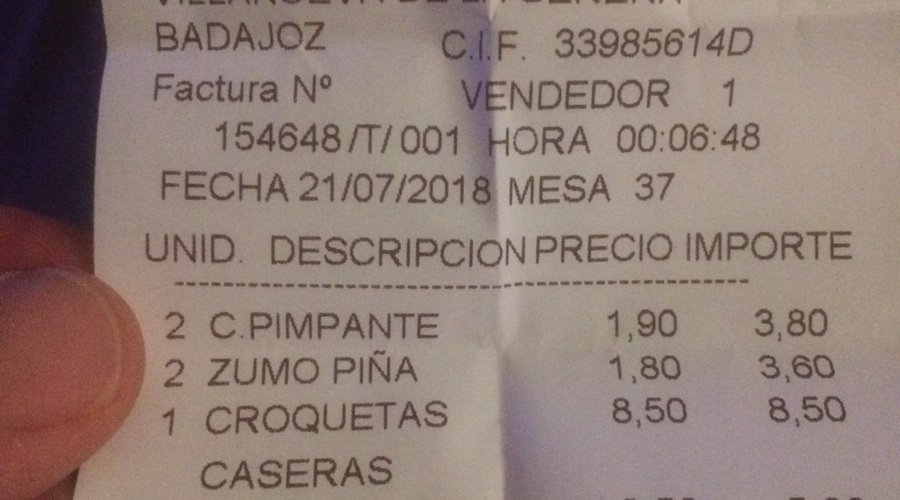 BADAJOZ C.I.F. 33985614D
Factura Nº VENDEDOR 1
154648/T/001 HORA 00:06:48
FECHA 21/07/2018 MESA 37
UNID. DESCRIPCION PRECIO IMPORTE
---------------------------------------------
2 C.PIMPANTE 1,90 3,80
2 ZUMO PIÑA 1,80 3,60
1 CROQUETAS 8,50 8,50
CASERAS